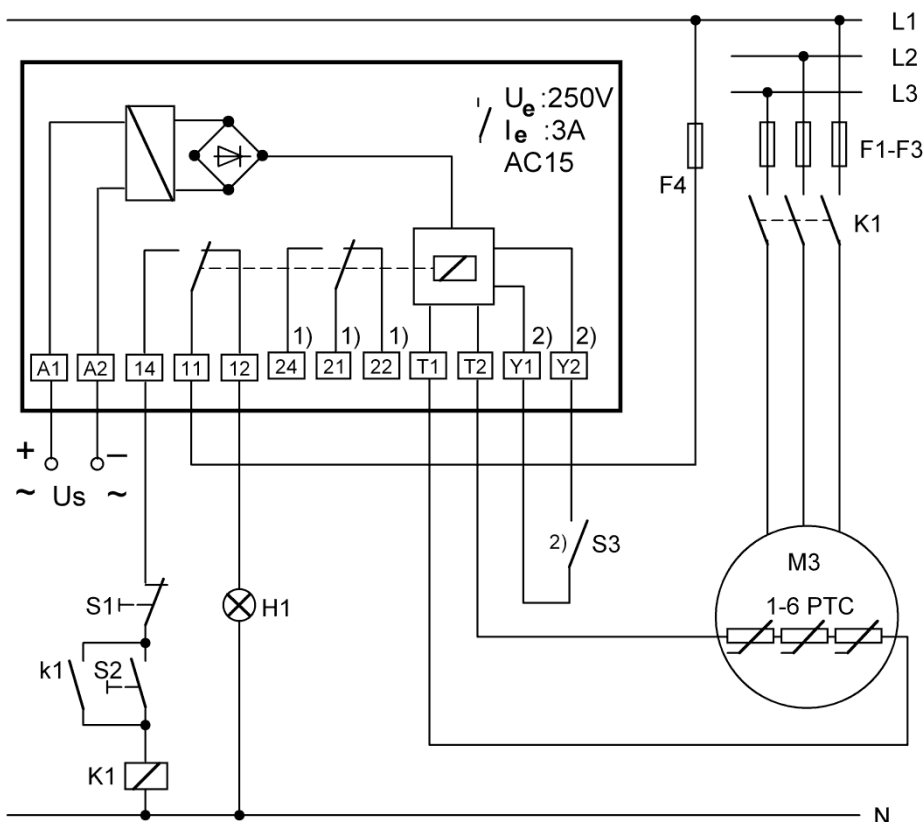 L1
L2
L3
Ue :250V
Ie :3A
AC15
F4
F1-F3
K1
1) 1) 1) 2) 2)
A1 A2 14 11 12 24 21 22 T1 T2 Y1 Y2
+ –
~ Us ~
2) S3
M3
1-6 PTC
S1
H1
k1 S2
K1
N